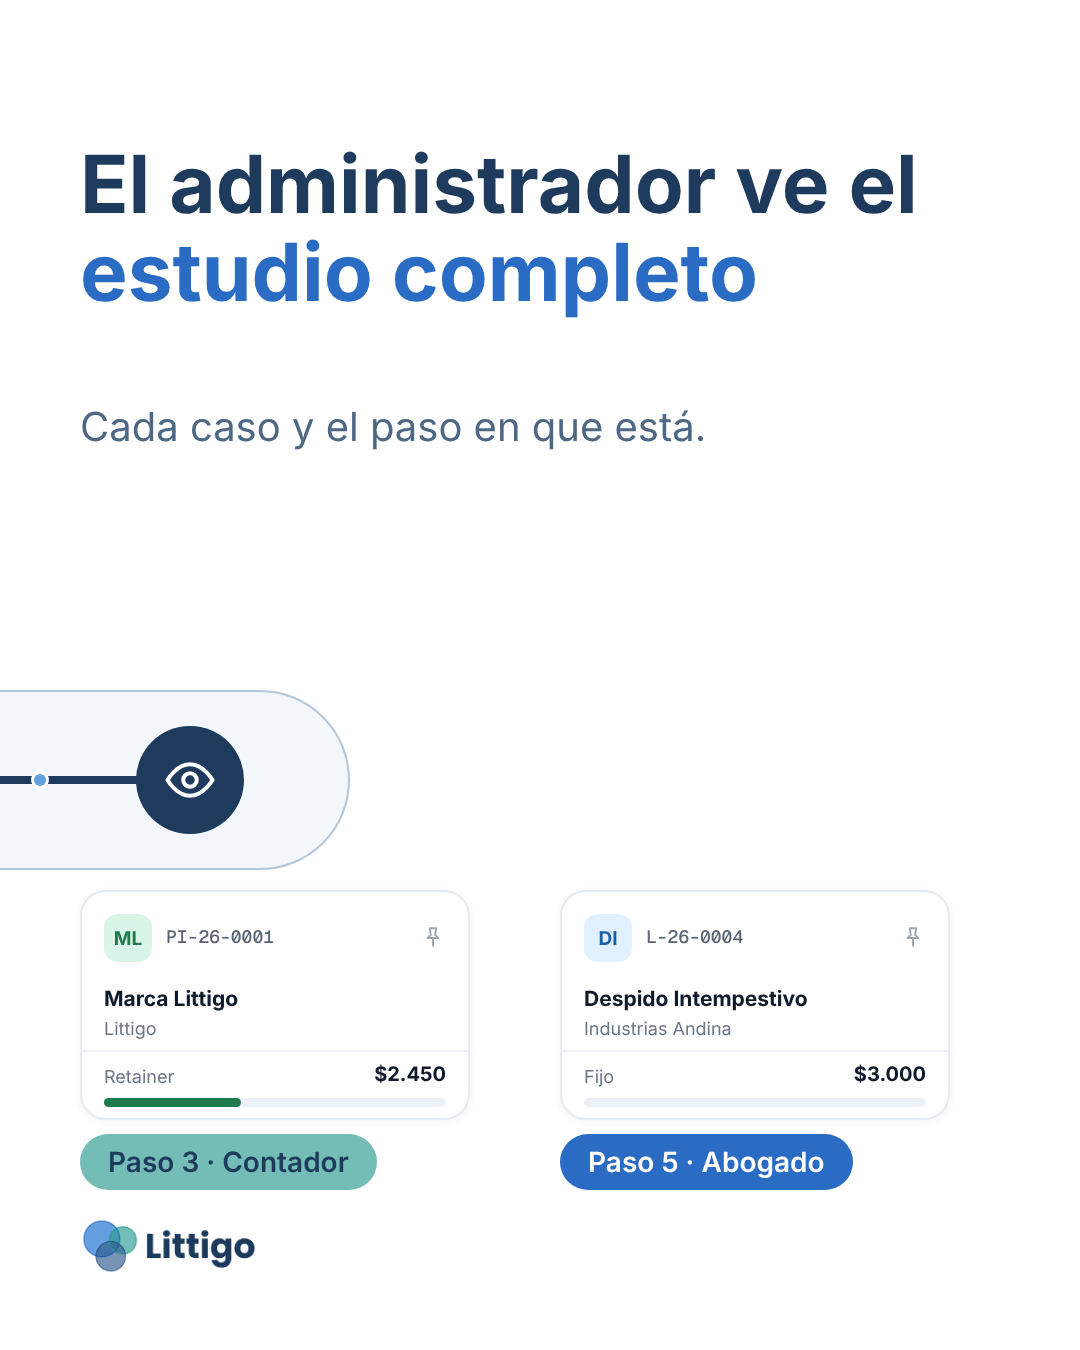 El administrador ve el
estudio completo
Cada caso y el paso en que está.
ML PI-26-0001
Marca Littigo
Littigo
Retainer $2.450
Paso 3 · Contador
DI L-26-0004
Despido Intempestivo
Industrias Andina
Fijo $3.000
Paso 5 · Abogado
Littigo